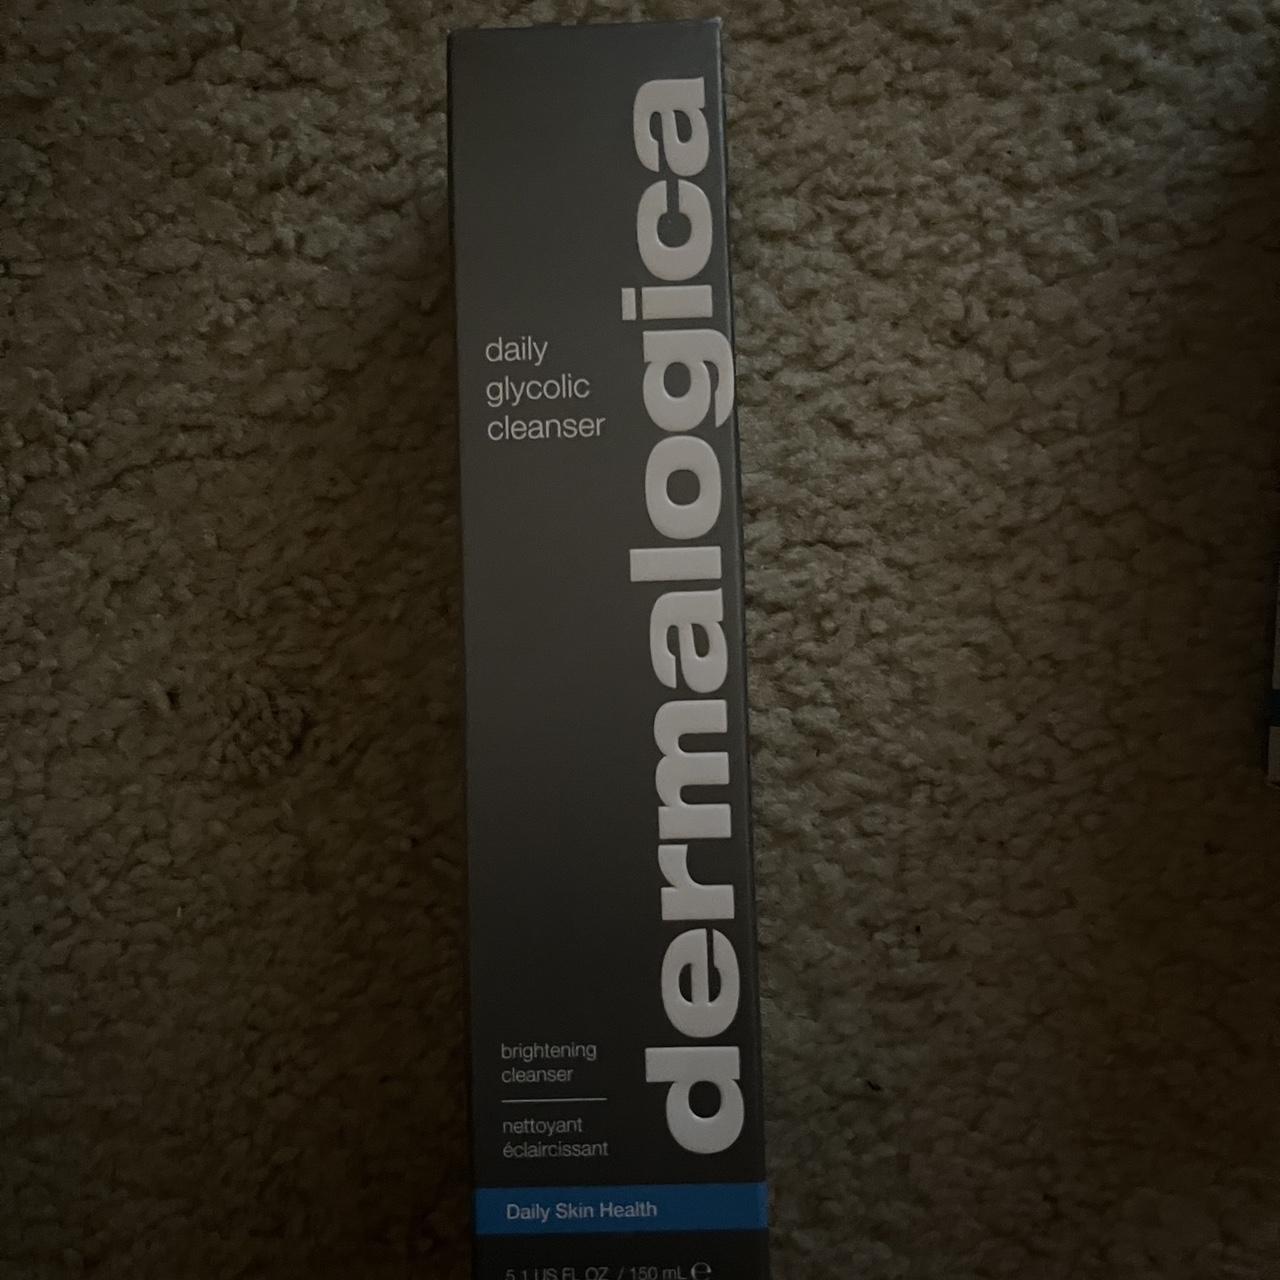 dermalogica
daily
glycolic
cleanser
brightening
cleanser
nettoyant
éclaircissant
Daily Skin Health
5.1 US FL OZ / 150 mL ℮